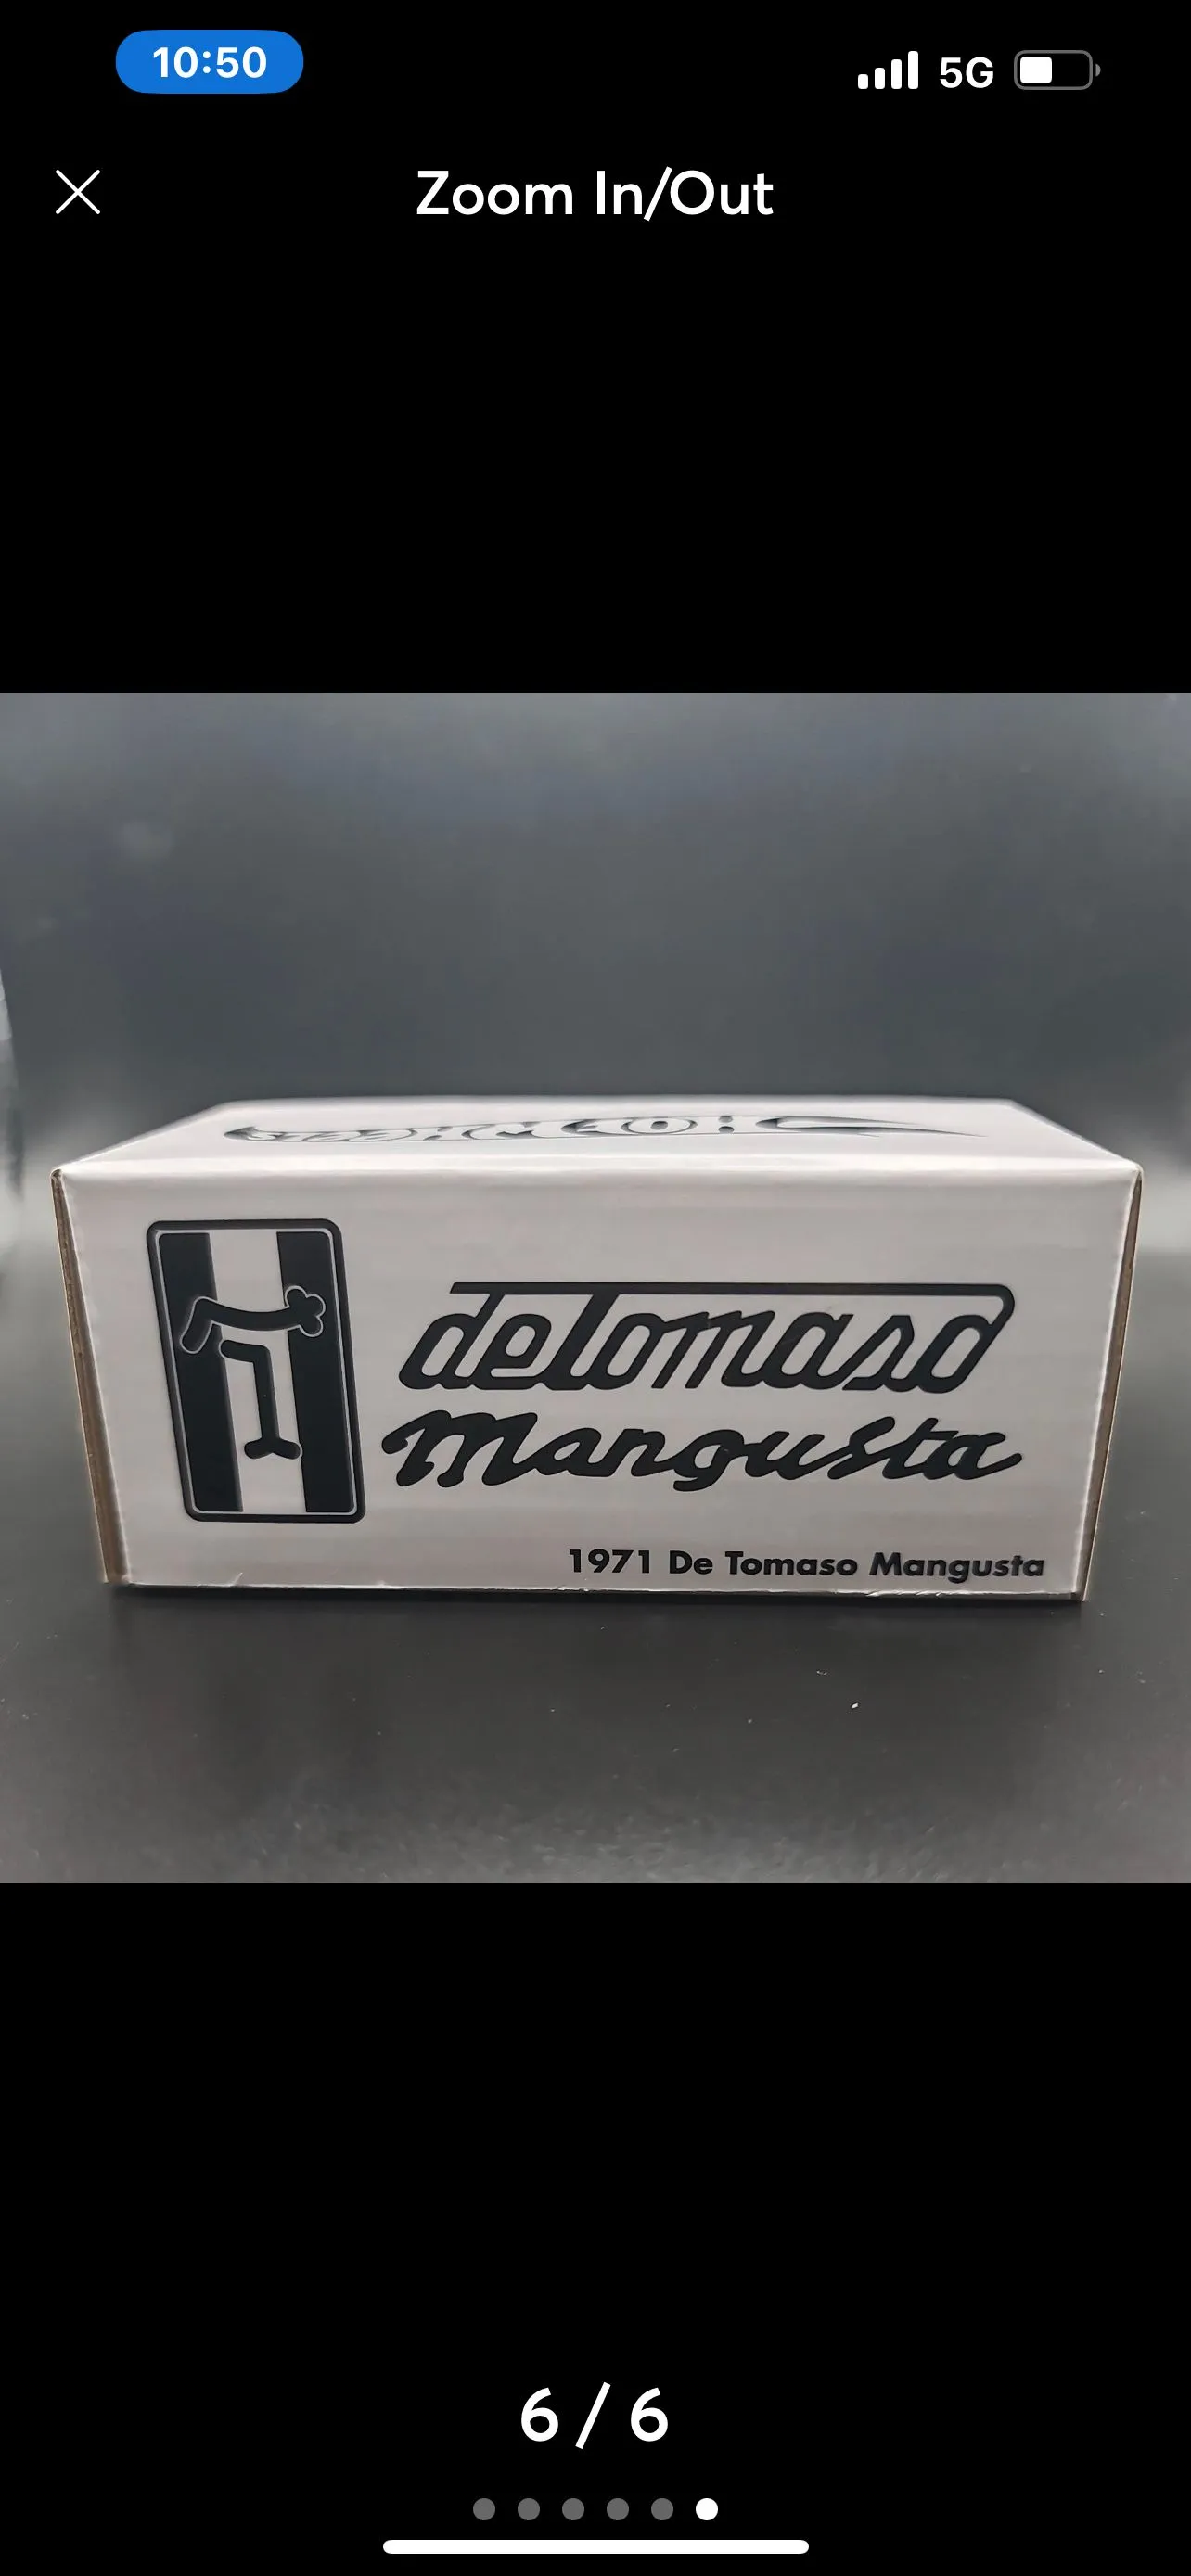 10:50
5G
Zoom In/Out
deTomaso
Mangusta
1971 De Tomaso Mangusta
6 / 6